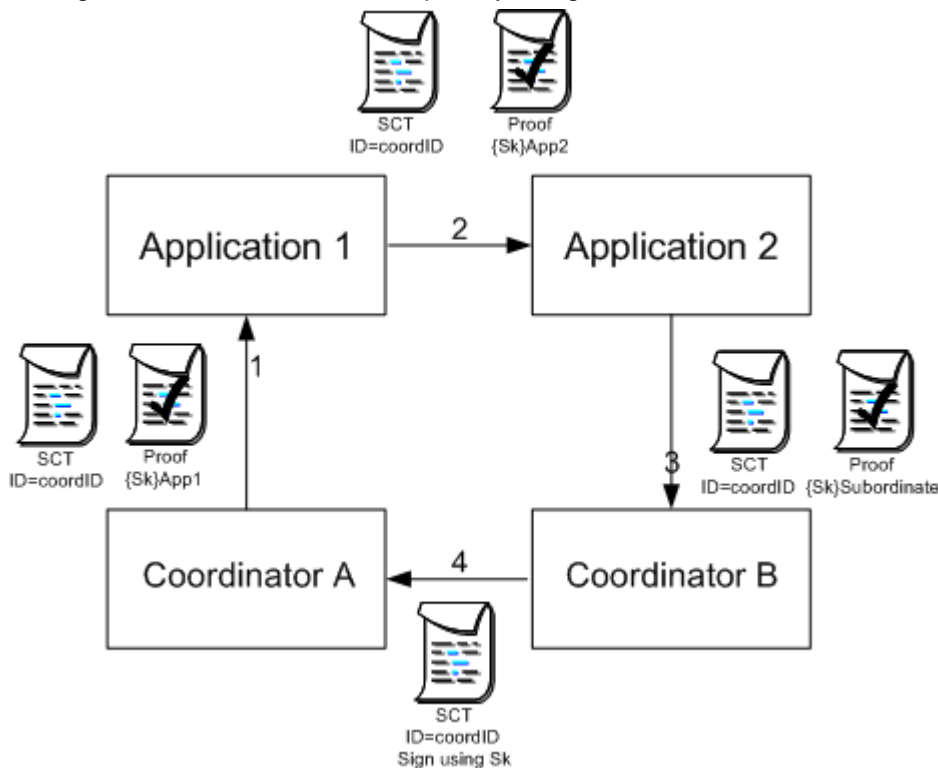 SCT
ID=coordID
Proof
{Sk}App2
Application 1
2
Application 2
1
SCT
ID=coordID
Proof
{Sk}App1
3
SCT
ID=coordID
Proof
{Sk}Subordinate
Coordinator A
4
Coordinator B
SCT
ID=coordID
Sign using Sk